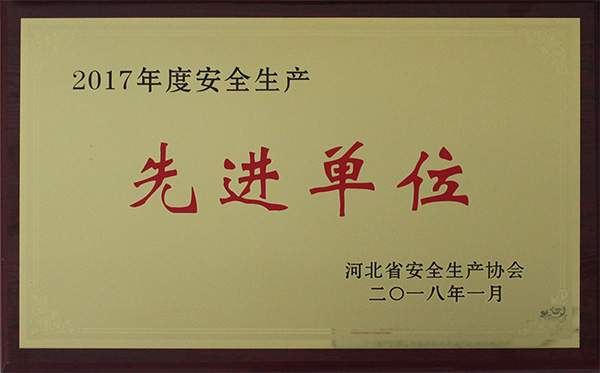 2017年度安全生产
先进单位
河北省安全生产协会
二〇一八年一月